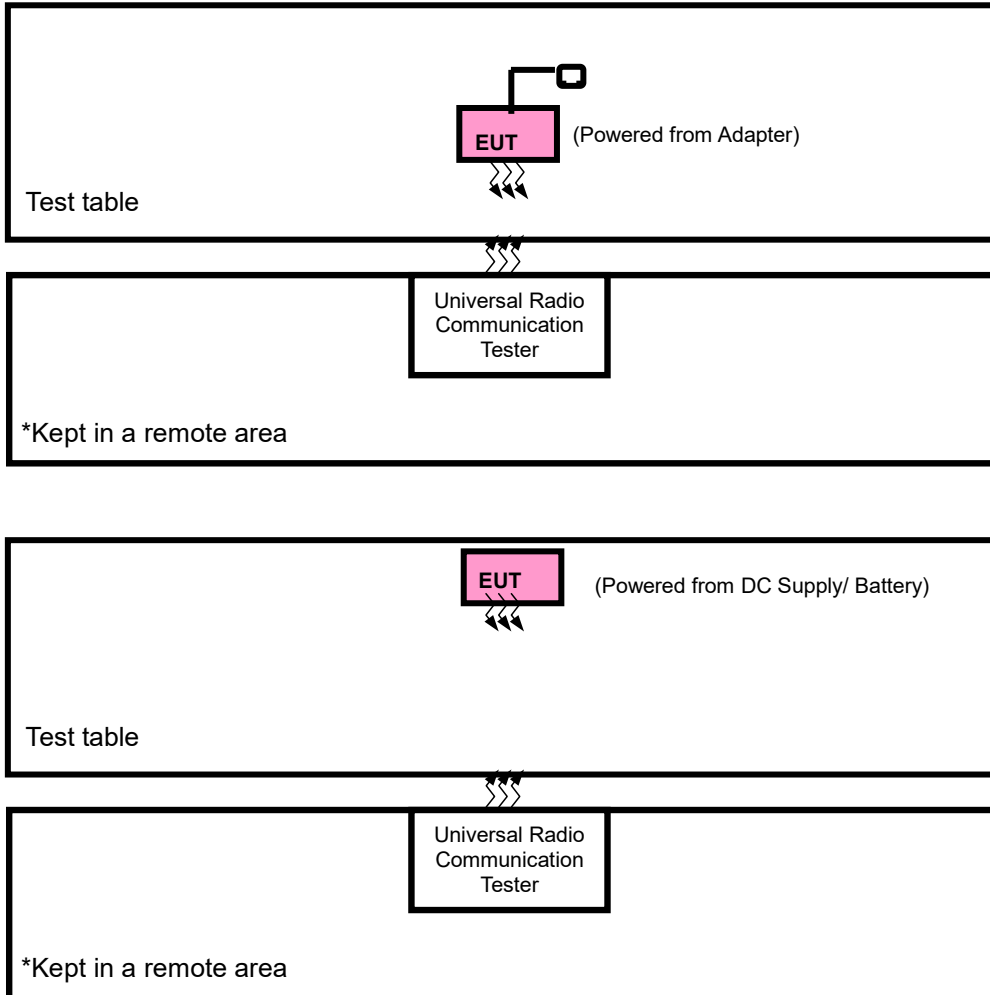 EUT
(Powered from Adapter)
Test table
Universal Radio
Communication
Tester
*Kept in a remote area
EUT
(Powered from DC Supply/ Battery)
Test table
Universal Radio
Communication
Tester
*Kept in a remote area